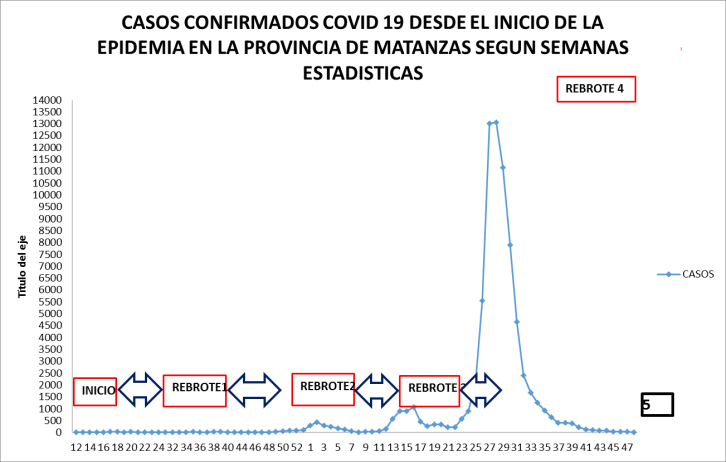 CASOS CONFIRMADOS COVID 19 DESDE EL INICIO DE LA
EPIDEMIA EN LA PROVINCIA DE MATANZAS SEGUN SEMANAS
ESTADISTICAS
REBROTE 4
14000
13500
13000
12500
12000
11500
11000
10500
10000
9500
9000
8500
8000
7500
7000
6500
6000
5500
5000
4500
4000
3500
3000
2500
2000
1500
1000
500
0
Título del eje
CASOS
INICIO
REBROTE1
REBROTE2
REBROTE
5
12 14 16 18 20 22 24 32 34 36 38 40 44 46 48 50 52 1 3 5 7 9 11 13 15 17 19 21 23 25 27 29 31 33 35 37 39 41 43 45 47